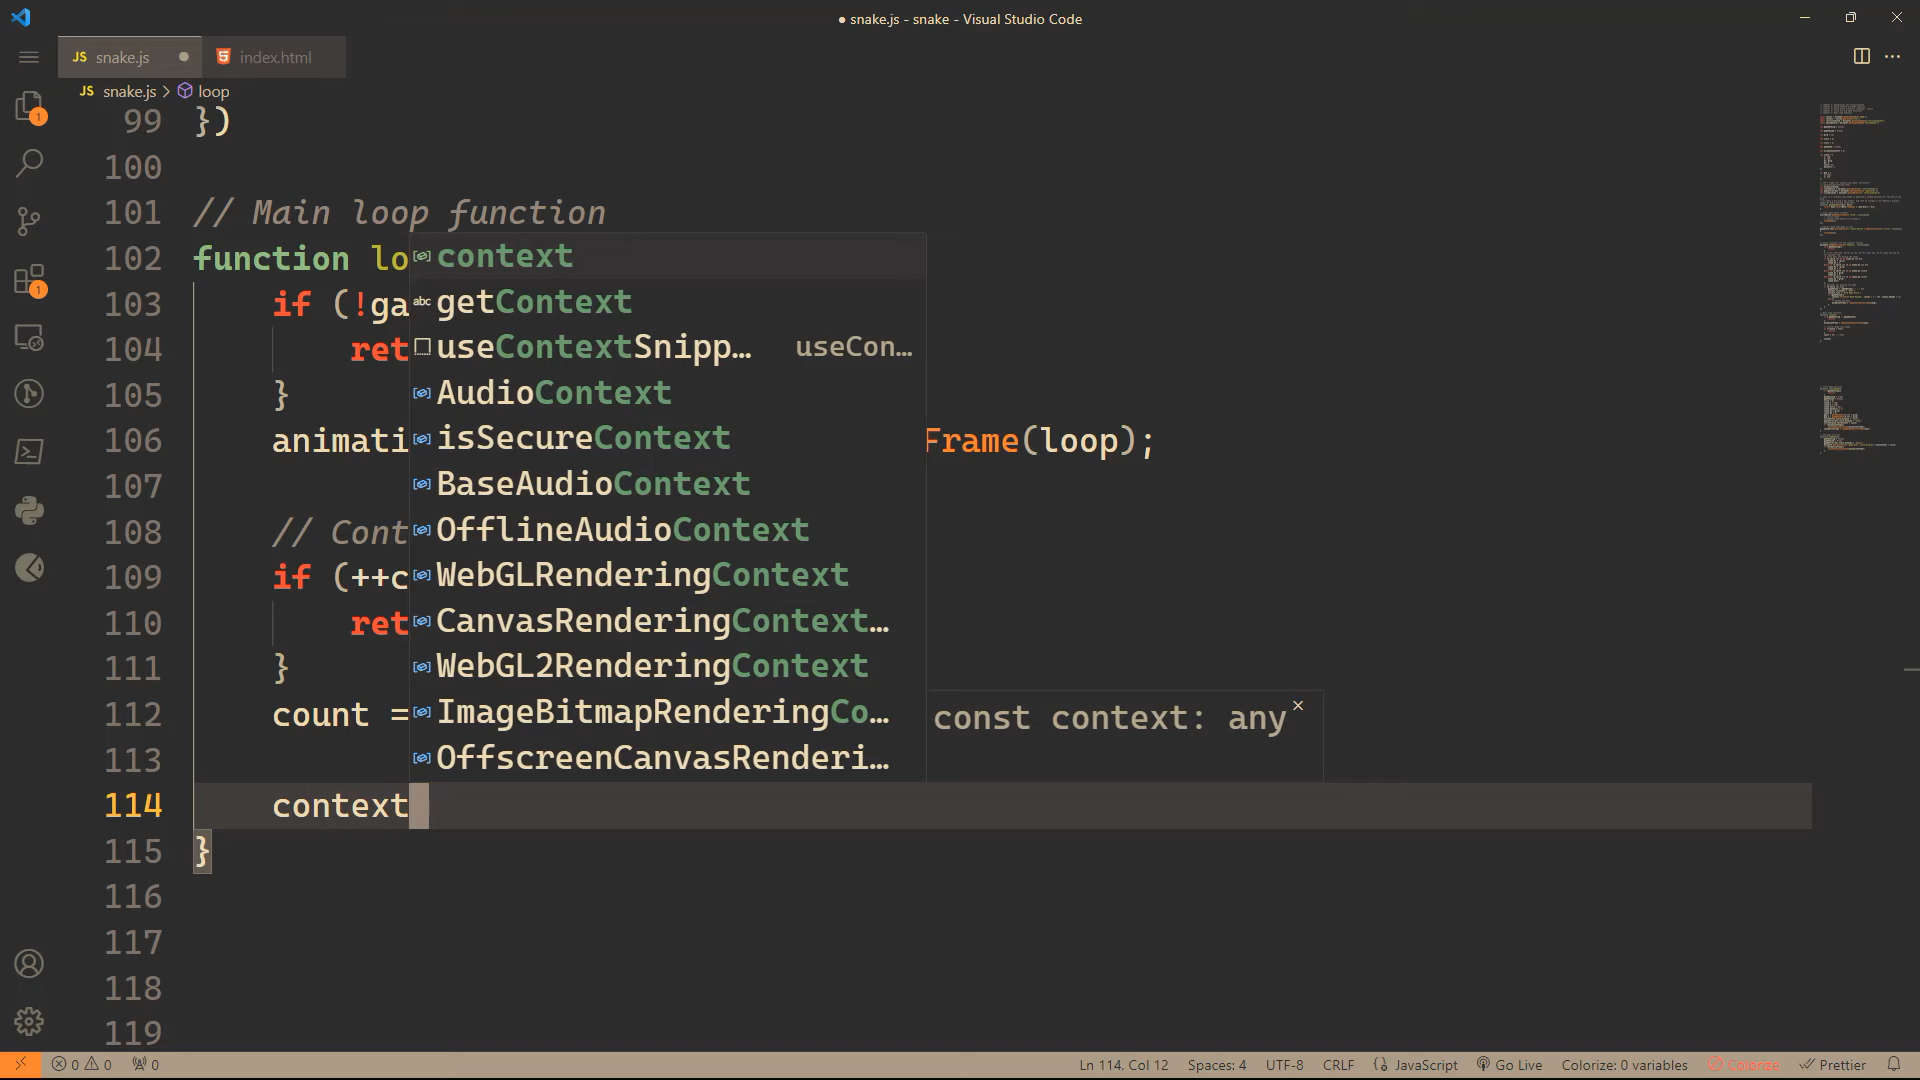 ● snake.js - snake - Visual Studio Code
JS snake.js ● index.html
JS snake.js > loop
99 })
100
101 // Main loop function
102 function lo
103 if (!ga
104 ret
105 }
106 animati Frame(loop);
107
108 // Cont
109 if (++c
110 ret
111 }
112 count =
113
114 context
115 }
116
117
118
119
context
abc getContext
useContextSnipp… useCon…
AudioContext
isSecureContext
BaseAudioContext
OfflineAudioContext
WebGLRenderingContext
CanvasRenderingContext…
WebGL2RenderingContext
ImageBitmapRenderingCo…
OffscreenCanvasRenderi…
const context: any ×
1
1
0 0 0 Ln 114, Col 12 Spaces: 4 UTF-8 CRLF {} JavaScript Go Live Colorize: 0 variables Colorize Prettier